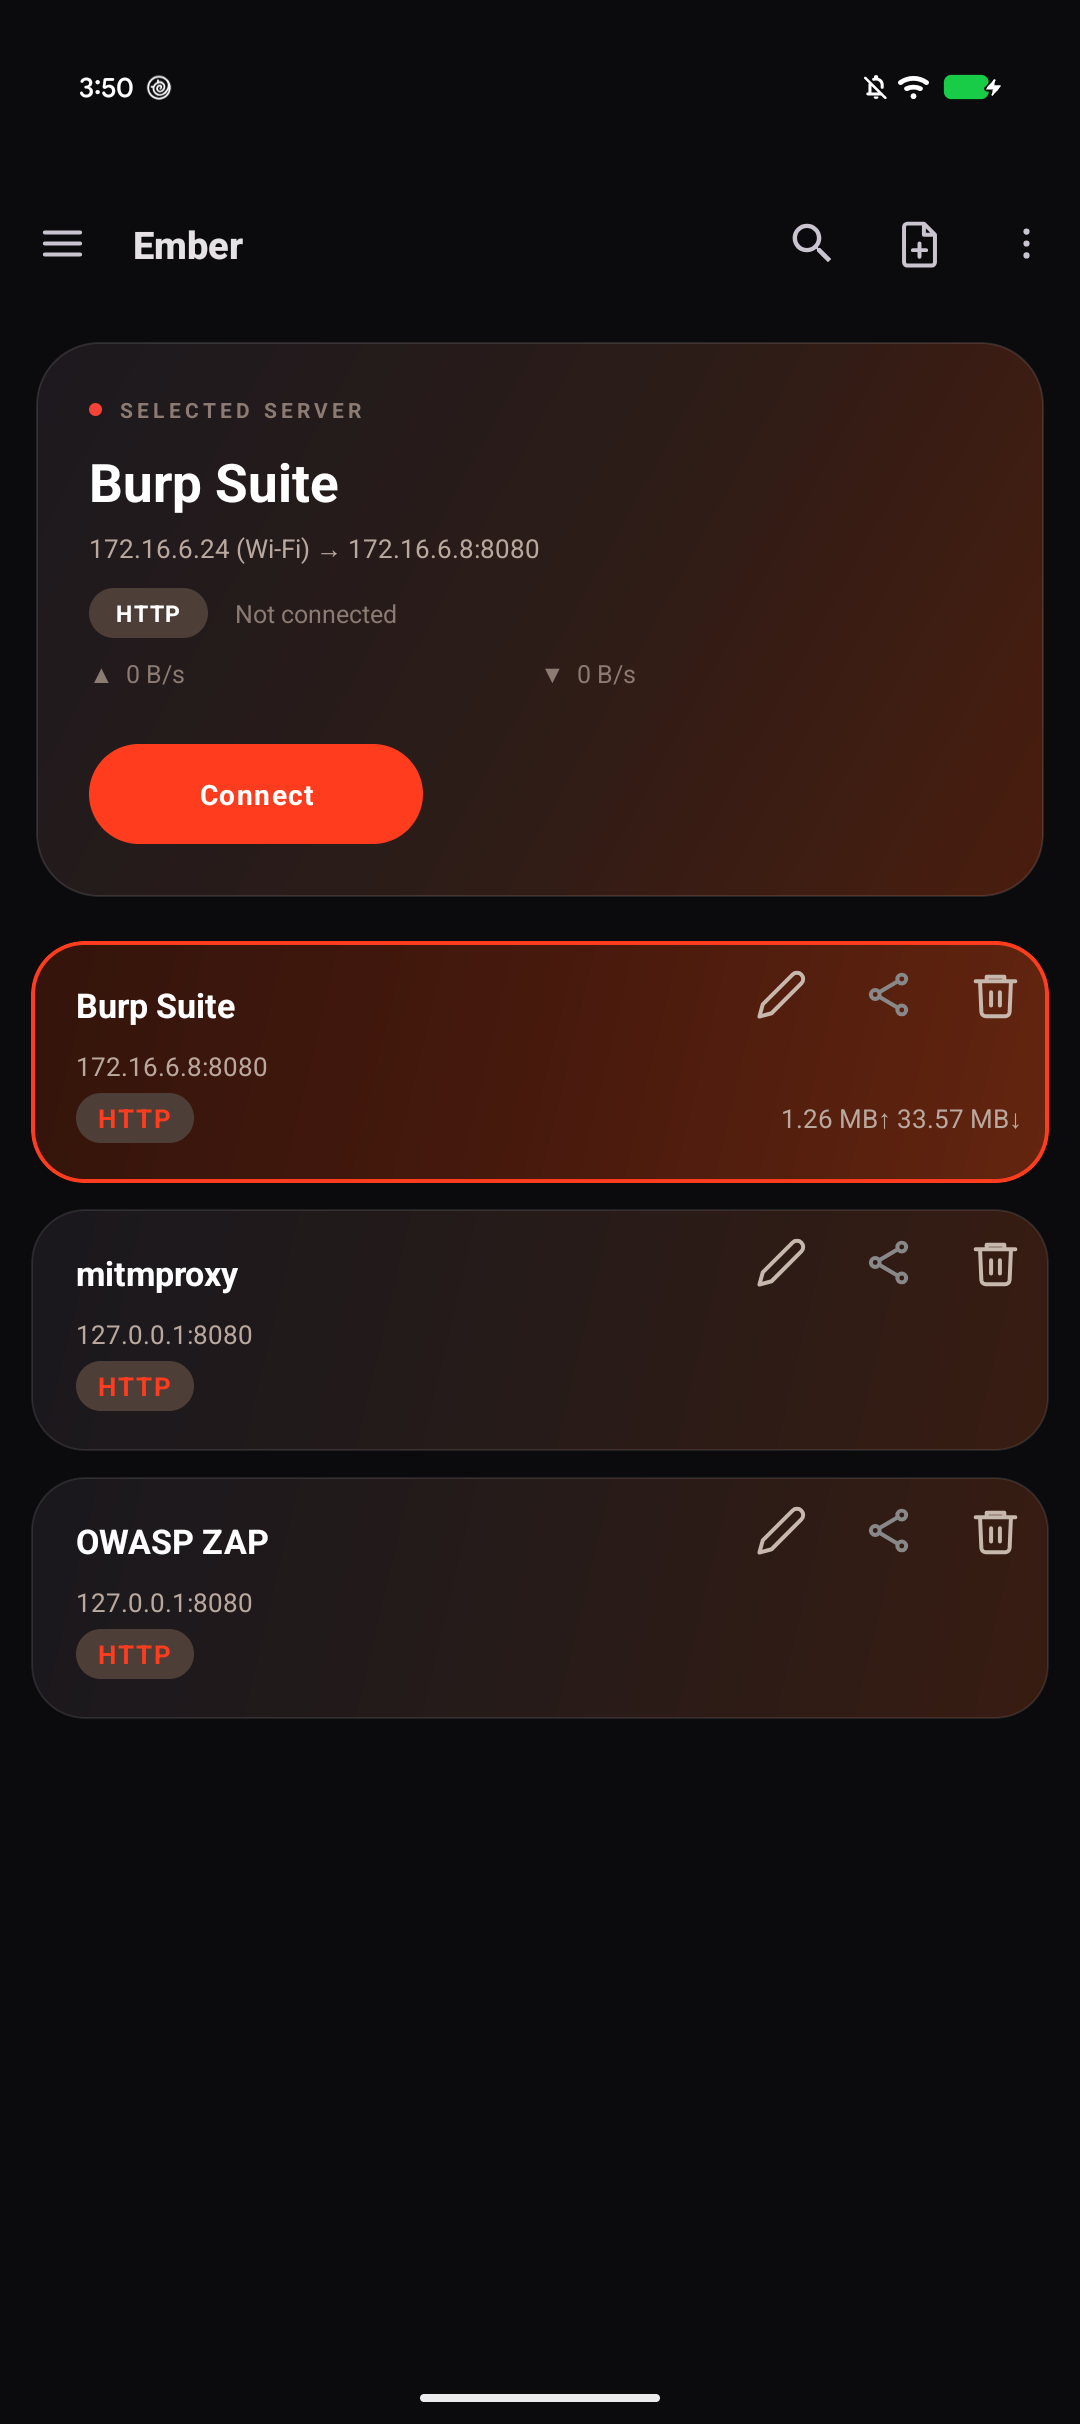 3:50
Ember
SELECTED SERVER
Burp Suite
172.16.6.24 (Wi-Fi) → 172.16.6.8:8080
HTTP Not connected
▲ 0 B/s ▼ 0 B/s
Connect
Burp Suite
172.16.6.8:8080
HTTP 1.26 MB↑ 33.57 MB↓
mitmproxy
127.0.0.1:8080
HTTP
OWASP ZAP
127.0.0.1:8080
HTTP